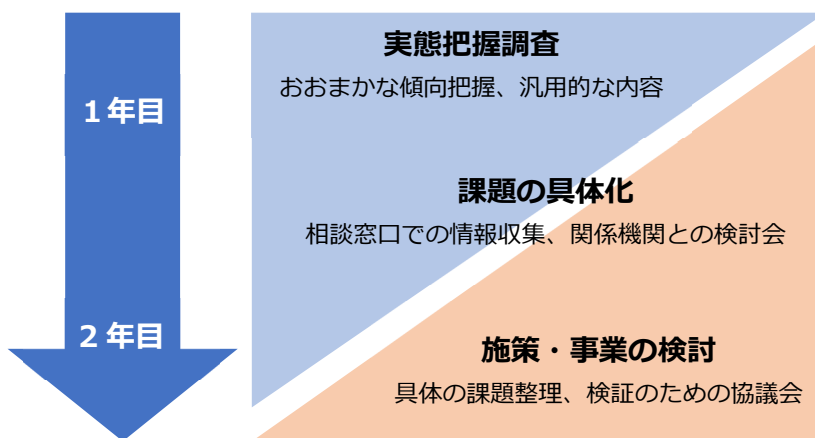 実態把握調査
おおまかな傾向把握、汎用的な内容
１年目
課題の具体化
相談窓口での情報収集、関係機関との検討会
２年目
施策・事業の検討
具体の課題整理、検証のための協議会